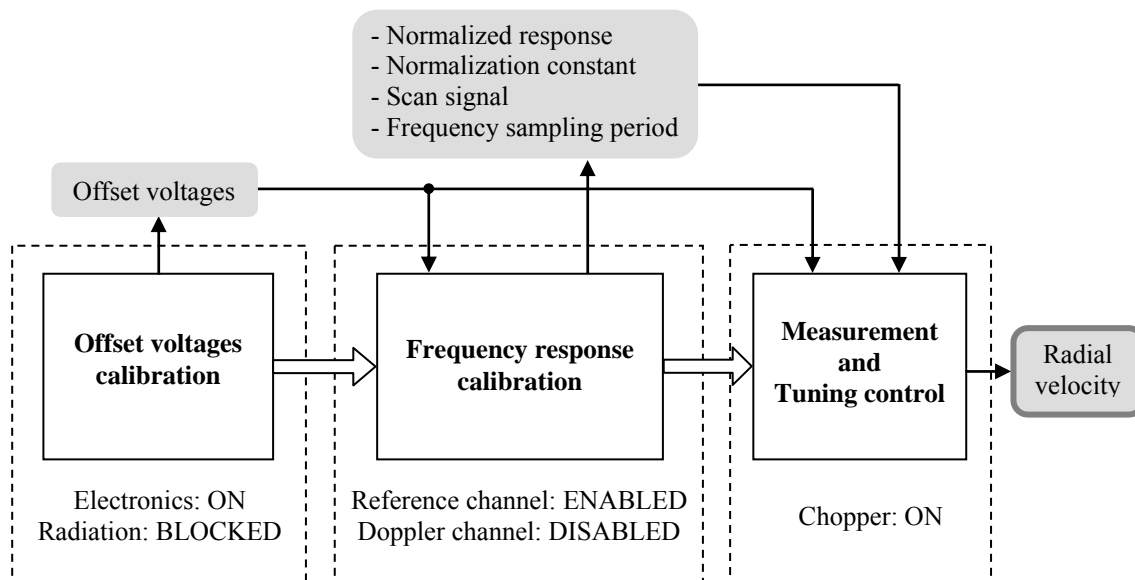 - Normalized response
- Normalization constant
- Scan signal
- Frequency sampling period
Offset voltages
Offset voltages
calibration
Frequency response
calibration
Measurement
and
Tuning control
Radial
velocity
Electronics: ON
Radiation: BLOCKED
Reference channel: ENABLED
Doppler channel: DISABLED
Chopper: ON